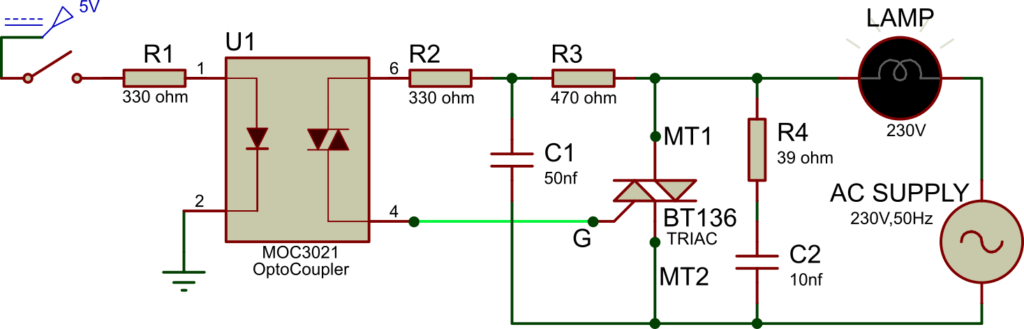 5V
LAMP
U1
R1
1
6
R2
R3
330 ohm
330 ohm
470 ohm
230V
MT1
R4
39 ohm
C1
50nf
AC SUPPLY
230V,50Hz
2
4
G
BT136
TRIAC
MOC3021
OptoCoupler
C2
10nf
MT2